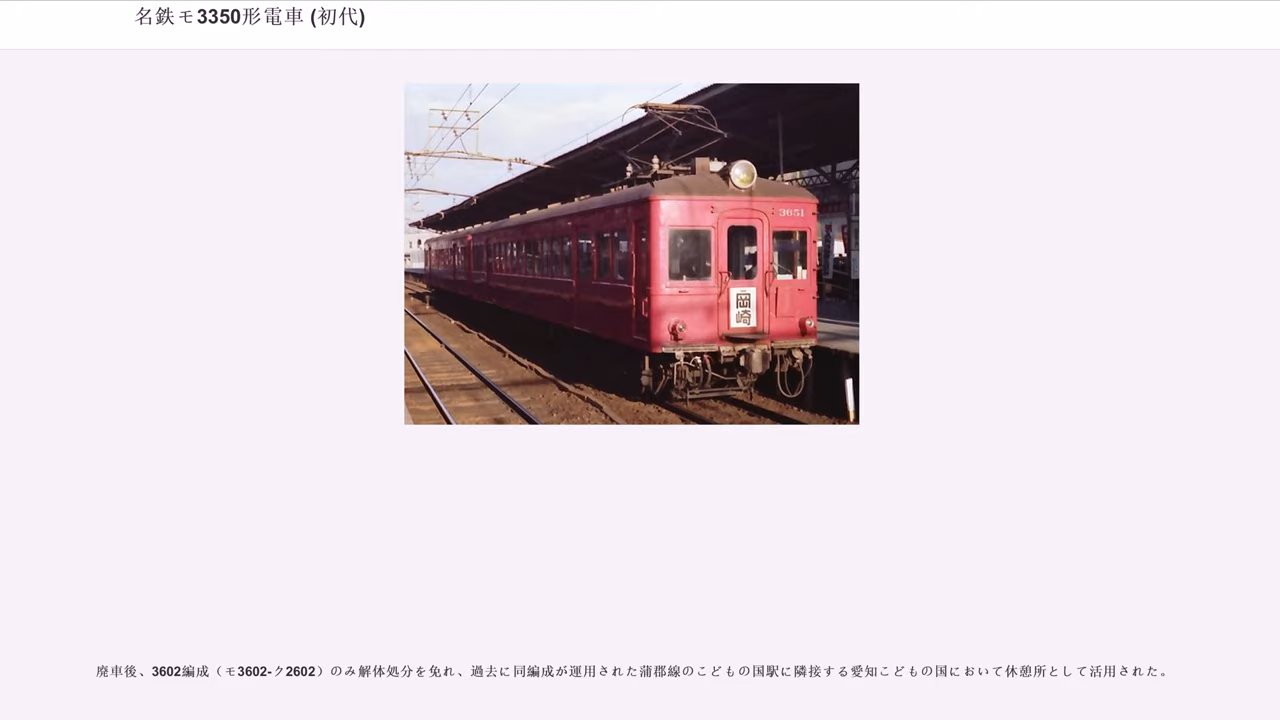 名鉄モ3350形電車 (初代)
3651
岡崎
廃車後、3602編成（モ3602-ク2602）のみ解体処分を免れ、過去に同編成が運用された蒲郡線のこどもの国駅に隣接する愛知こどもの国において休憩所として活用された。